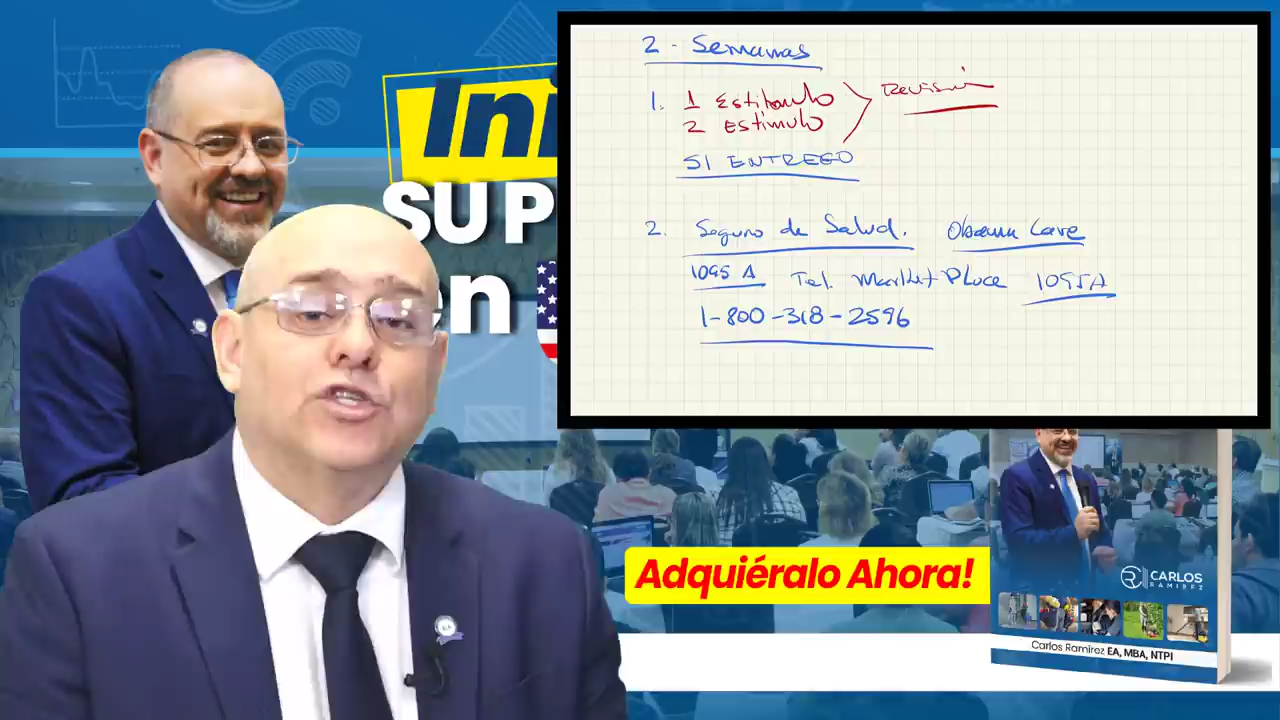 Ini
SU P
en
2 - Semanas
1. 1 Estimulo
2 Estimulo
Revisión
SI ENTREGO
2. Seguro de Salud. Obama Care
1095 A Tel. Market Place 1095A
1-800-318-2596
Adquiéralo Ahora!
CARLOS
RAMIREZ
Carlos Ramirez EA, MBA, NTPI